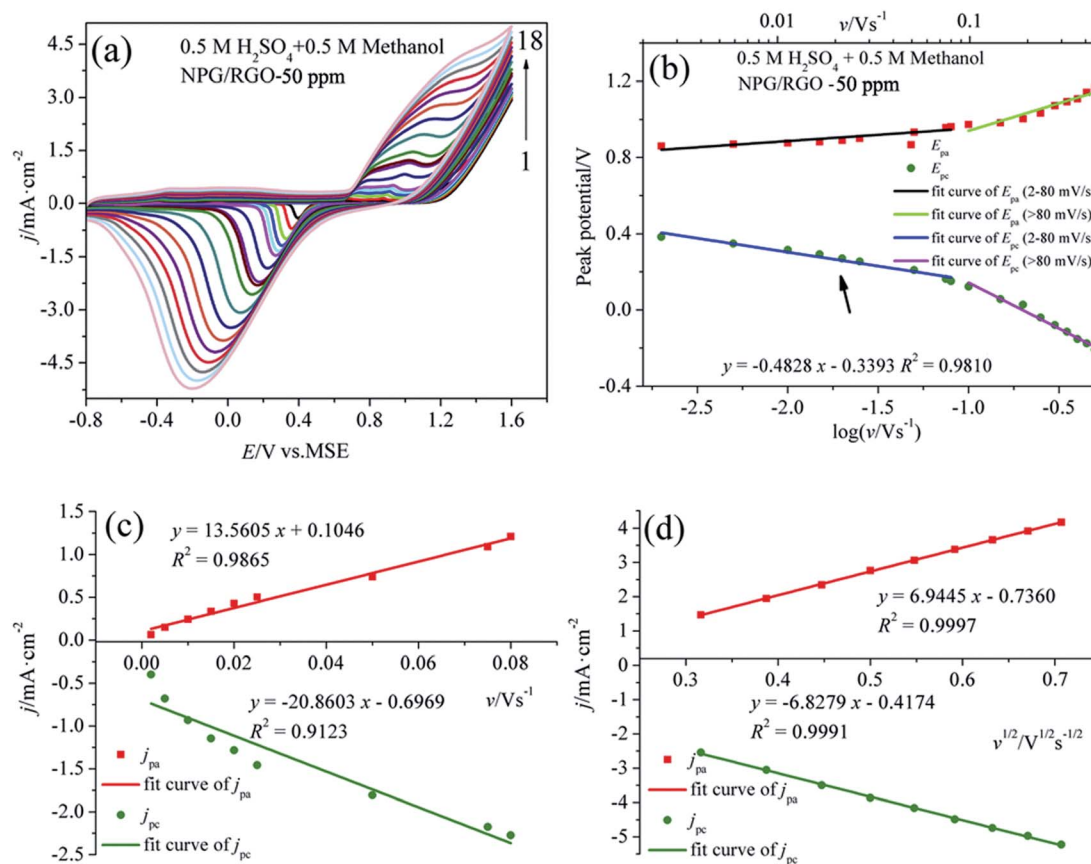 (a)
0.5 M H2SO4+0.5 M Methanol
NPG/RGO-50 ppm
18
1
4.5
3.0
1.5
0.0
-1.5
-3.0
-4.5
j/mA·cm-2
-0.8 -0.4 0.0 0.4 0.8 1.2 1.6
E/V vs.MSE
v/Vs-1
0.01 0.1
(b)
0.5 M H2SO4 + 0.5 M Methanol
NPG/RGO -50 ppm
1.2
0.8
0.4
0.0
-0.4
Peak potential/V
Epa
Epc
fit curve of Epa (2-80 mV/s)
fit curve of Epa (>80 mV/s)
fit curve of Epc (2-80 mV/s)
fit curve of Epc (>80 mV/s)
y = -0.4828 x - 0.3393 R2 = 0.9810
-2.5 -2.0 -1.5 -1.0 -0.5
log(v/Vs-1)
(c)
y = 13.5605 x + 0.1046
R2 = 0.9865
1.5
1.0
0.5
0.0
0.00 0.02 0.04 0.06 0.08
-0.5
-1.0
-1.5
-2.0
-2.5
j/mA·cm-2
v/Vs-1
y = -20.8603 x - 0.6969
R2 = 0.9123
jpa
fit curve of jpa
jpc
fit curve of jpc
(d)
y = 6.9445 x - 0.7360
R2 = 0.9997
4
3
2
1
0
0.3 0.4 0.5 0.6 0.7
-2
-3
-4
-5
j/mA·cm-2
v1/2/V1/2s-1/2
y = -6.8279 x - 0.4174
R2 = 0.9991
jpa
fit curve of jpa
jpc
fit curve of jpc